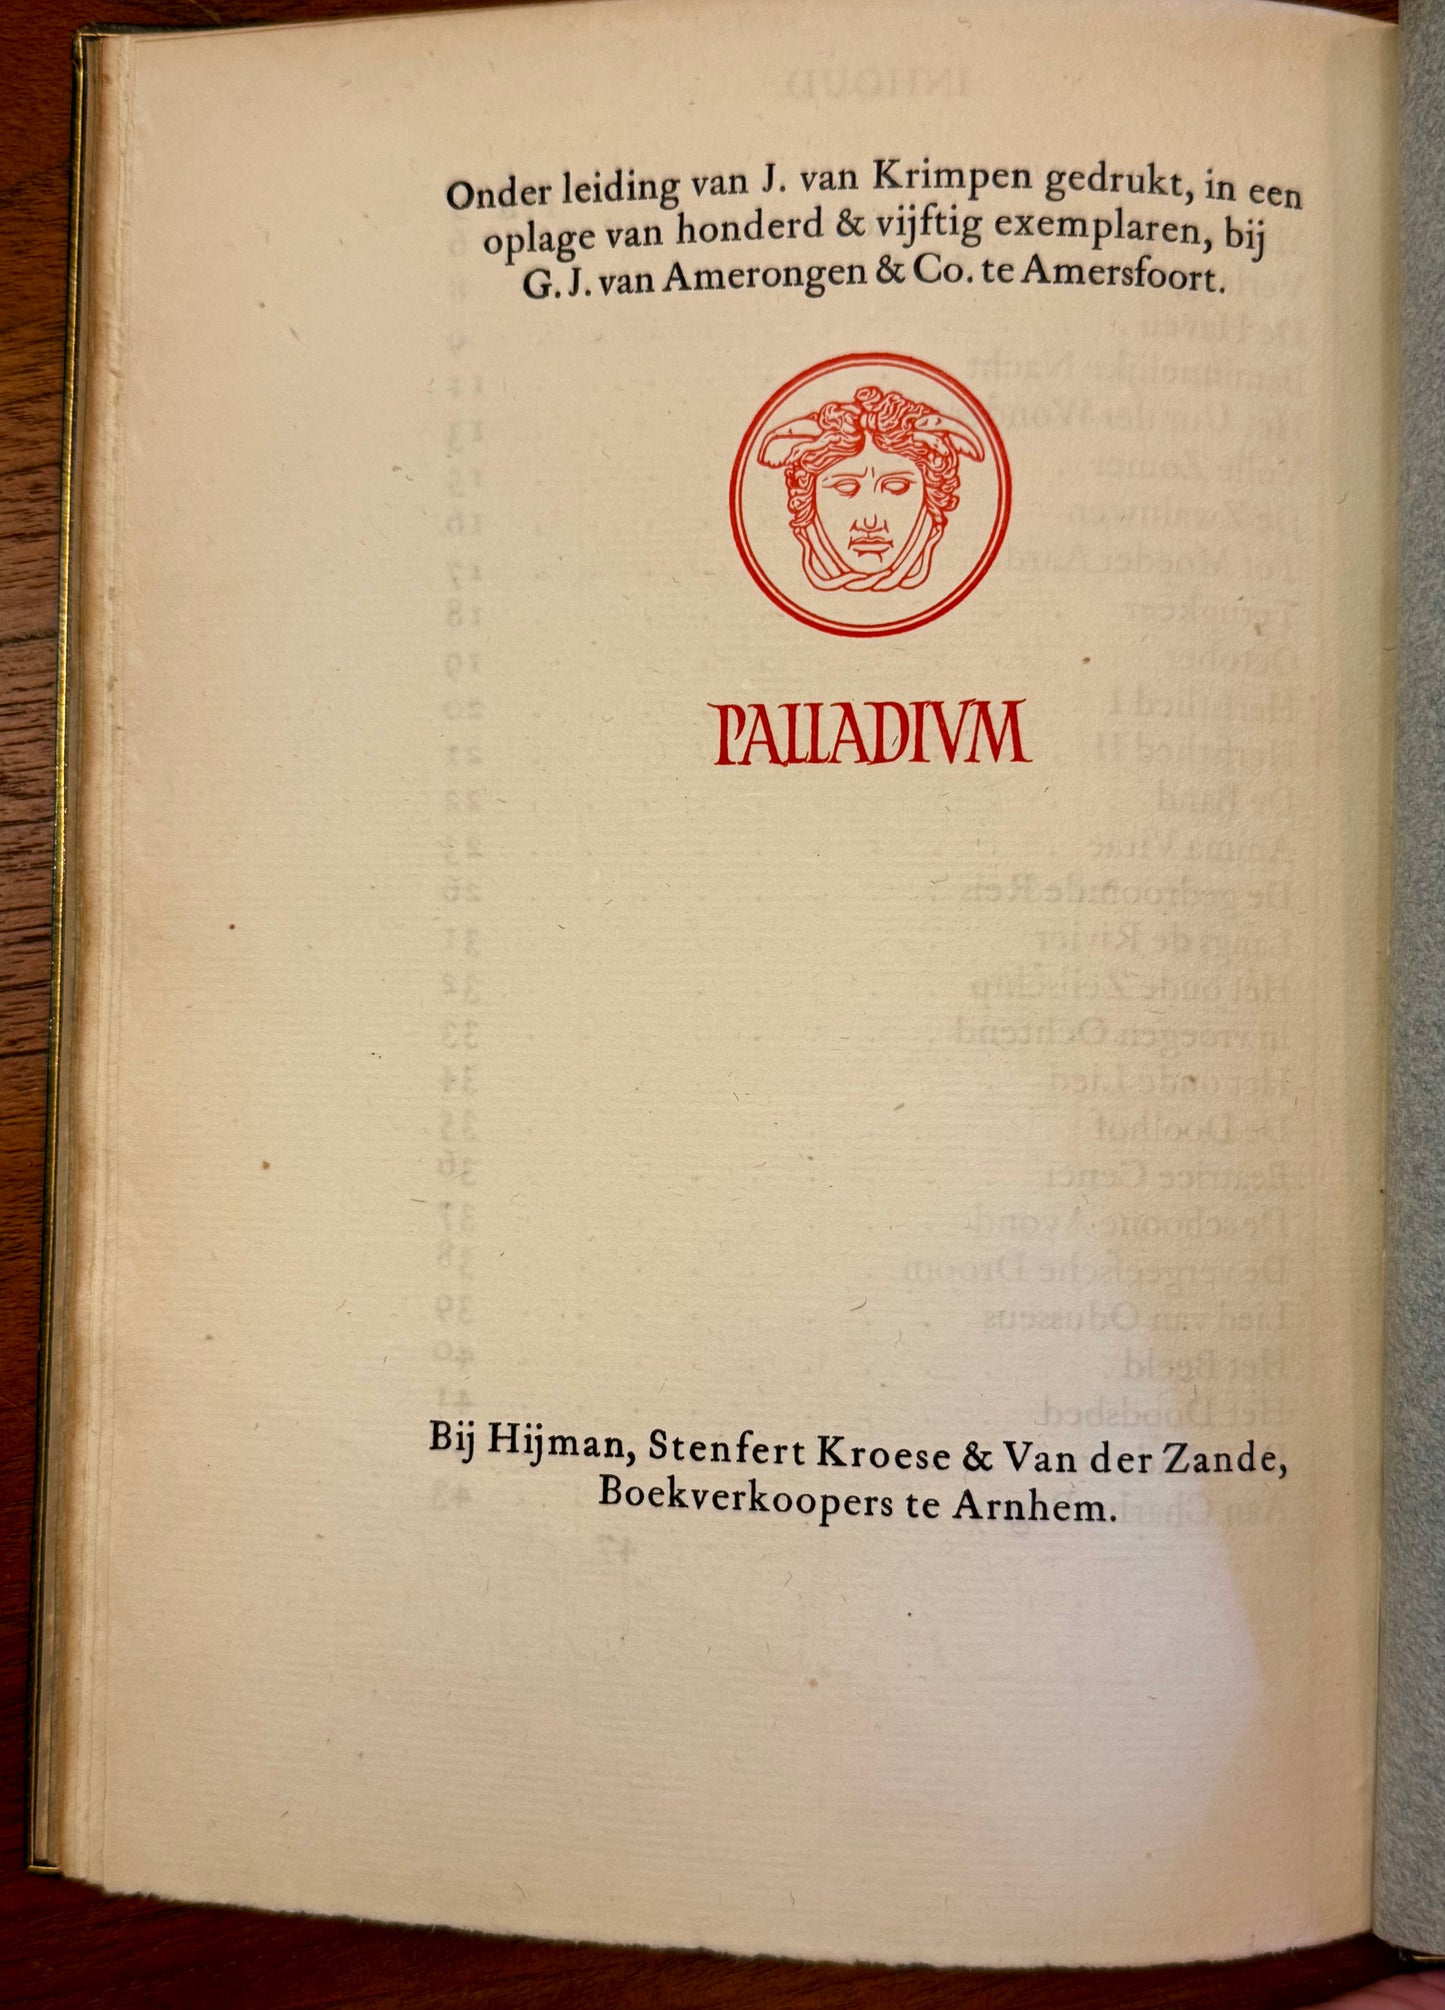 Onder leiding van J. van Krimpen gedrukt, in een
oplage van honderd & vijftig exemplaren, bij
G. J. van Amerongen & Co. te Amersfoort.
PALLADIVM
Bij Hijman, Stenfert Kroese & Van der Zande,
Boekverkoopers te Arnhem.